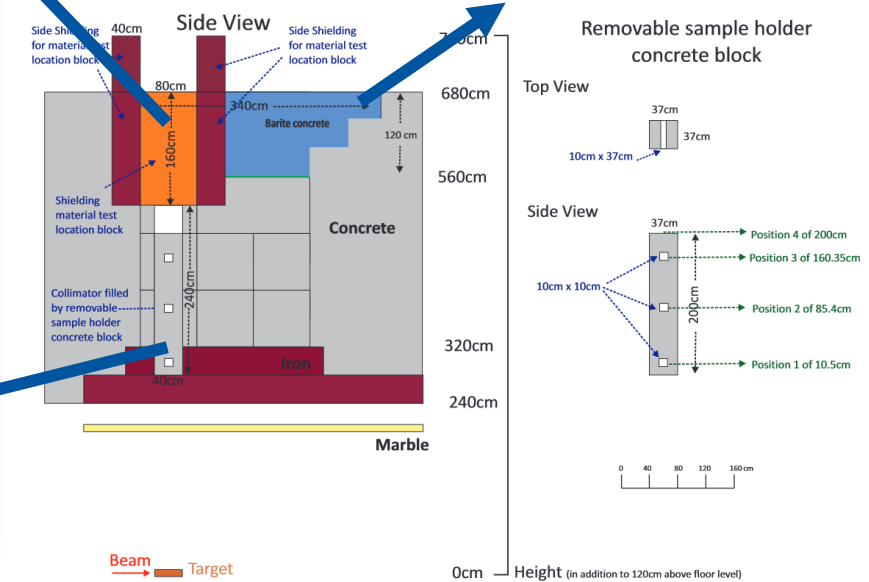 Side View
40cm
Side Shielding
for material test
location block
Side Shielding
for material test
location block
80cm
340cm
Barite concrete
120 cm
160cm
680cm
560cm
Shielding
material test
location block
Concrete
240cm
Collimator filled
by removable
sample holder
concrete block
320cm
Iron
40cm
240cm
Marble
Beam
Target
0cm
Height (in addition to 120cm above floor level)
Removable sample holder
concrete block
Top View
37cm
37cm
10cm x 37cm
Side View
37cm
Position 4 of 200cm
Position 3 of 160.35cm
10cm x 10cm
200cm
Position 2 of 85.4cm
Position 1 of 10.5cm
0 40 80 120 160 cm